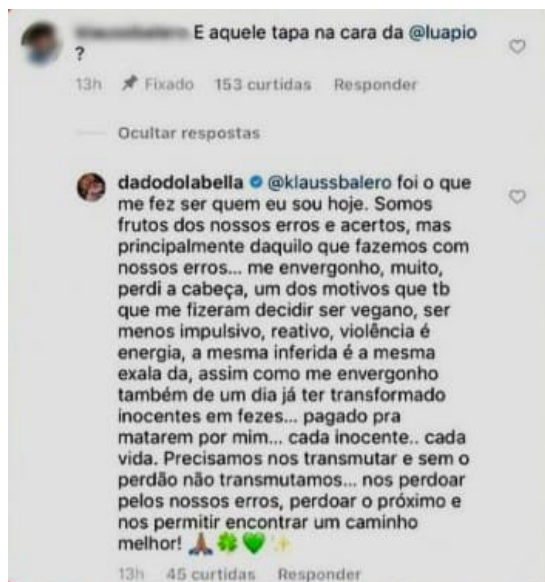 E aquele tapa na cara da @luapio
?
13h Fixado 153 curtidas Responder
Ocultar respostas
dadodolabella @klaussbalero foi o que
me fez ser quem eu sou hoje. Somos
frutos dos nossos erros e acertos, mas
principalmente daquilo que fazemos com
nossos erros... me envergonho, muito,
perdi a cabeça, um dos motivos que tb
que me fizeram decidir ser vegano, ser
menos impulsivo, reativo, violência é
energia, a mesma inferida é a mesma
exala da, assim como me envergonho
também de um dia já ter transformado
inocentes em fezes... pagado pra
matarem por mim... cada inocente.. cada
vida. Precisamos nos transmutar e sem o
perdão não transmutamos... nos perdoar
pelos nossos erros, perdoar o próximo e
nos permitir encontrar um caminho
melhor! 🙏🏽🍀💚✨
13h 45 curtidas Responder